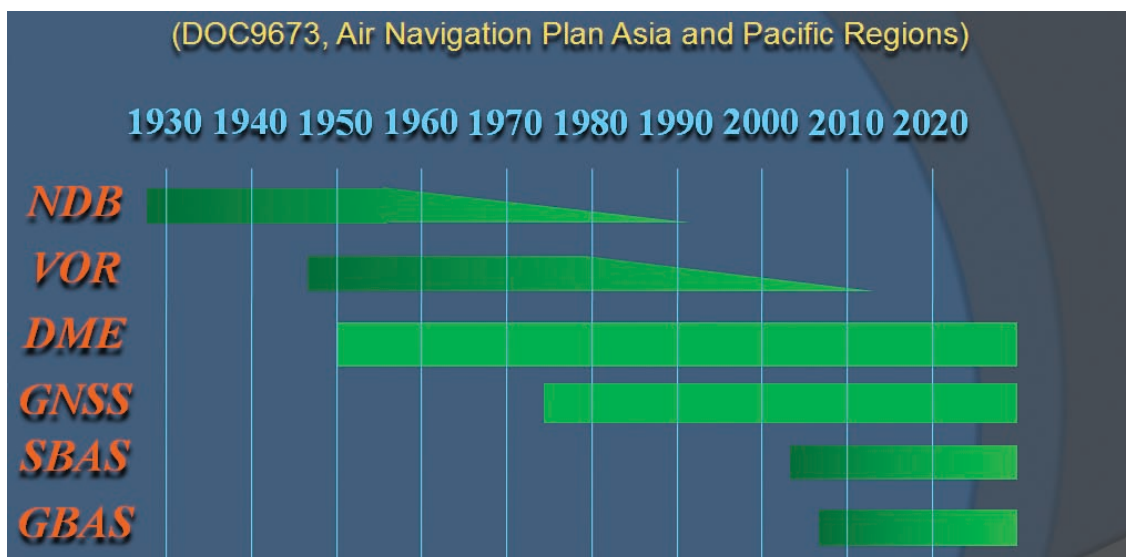 (DOC9673, Air Navigation Plan Asia and Pacific Regions)
1930 1940 1950 1960 1970 1980 1990 2000 2010 2020
NDB
VOR
DME
GNSS
SBAS
GBAS